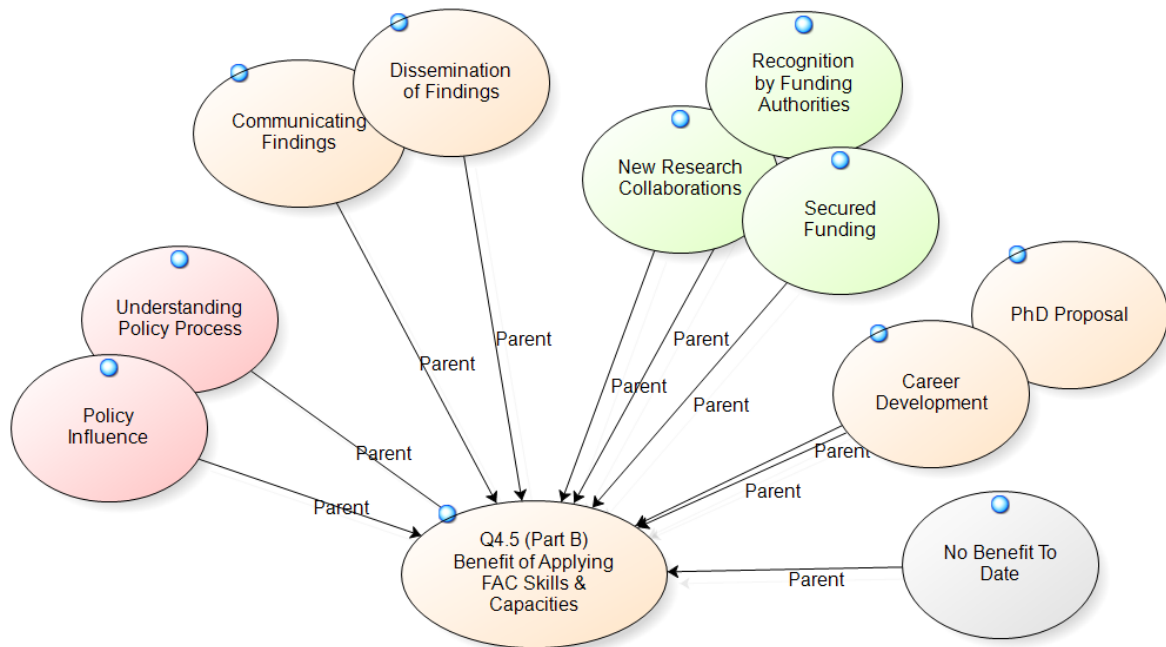 Dissemination
of Findings
Communicating
Findings
Recognition
by Funding
Authorities
New Research
Collaborations
Secured
Funding
Understanding
Policy Process
PhD Proposal
Policy
Influence
Career
Development
Parent
Parent
Parent
Parent
Parent
Parent
Parent
Parent
Parent
Parent
Q4.5 (Part B)
Benefit of Applying
FAC Skills &
Capacities
No Benefit To
Date
Parent